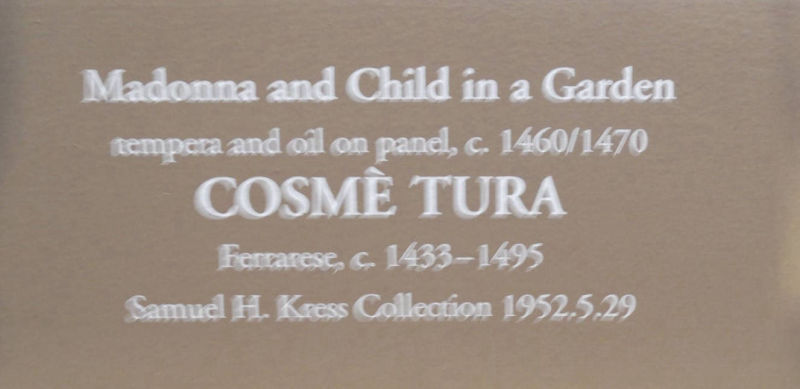 Madonna and Child in a Garden
tempera and oil on panel, c. 1460/1470
COSMÈ TURA
Ferrarese, c. 1433–1495
Samuel H. Kress Collection 1952.5.29